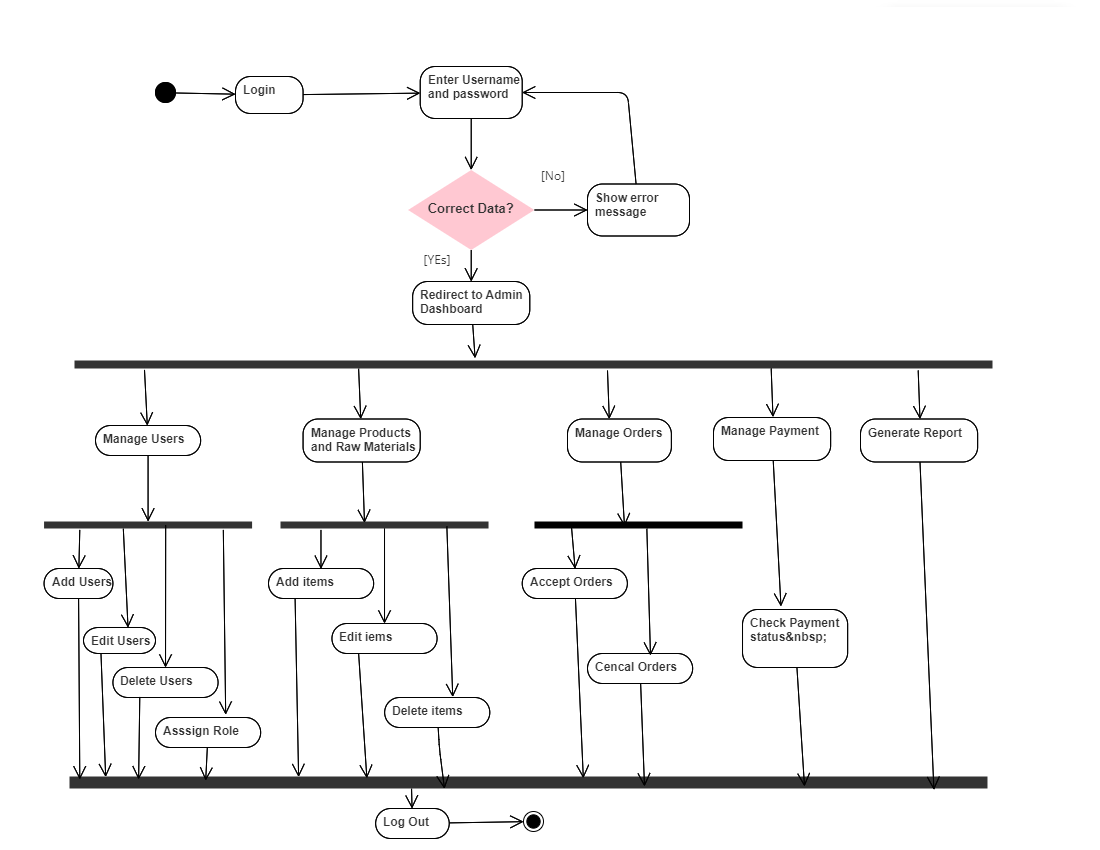 Login
Enter Username
and password
[No]
Correct Data?
Show error
message
[YEs]
Redirect to Admin
Dashboard
Manage Users
Manage Products
and Raw Materials
Manage Orders
Manage Payment
Generate Report
Add Users
Add items
Accept Orders
Edit Users
Edit iems
Check Payment
status&nbsp;
Delete Users
Cencal Orders
Delete items
Asssign Role
Log Out